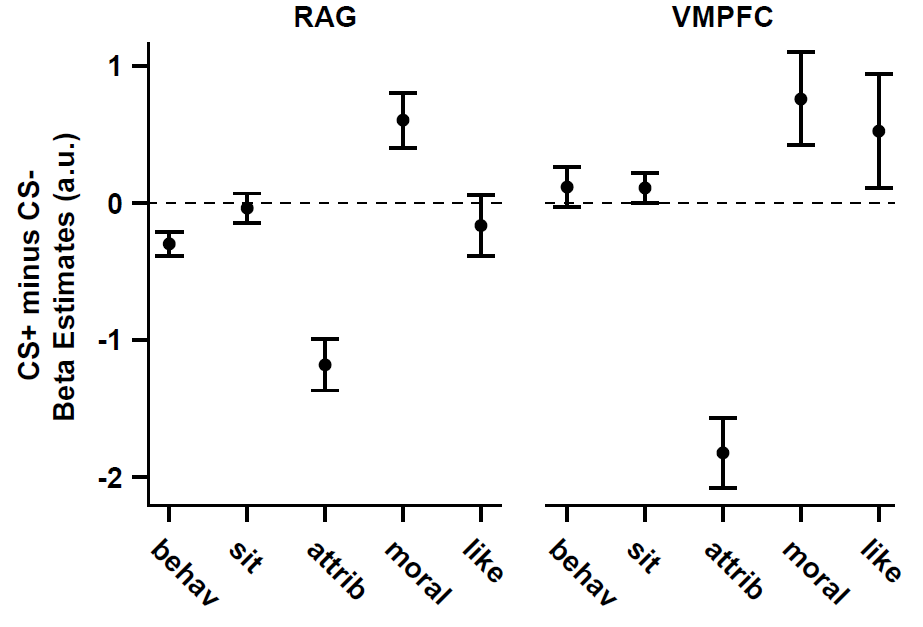 RAG
VMPFC
CS+ minus CS-
Beta Estimates (a.u.)
1
0
-1
-2
behav
sit
attrib
moral
like
behav
sit
attrib
moral
like